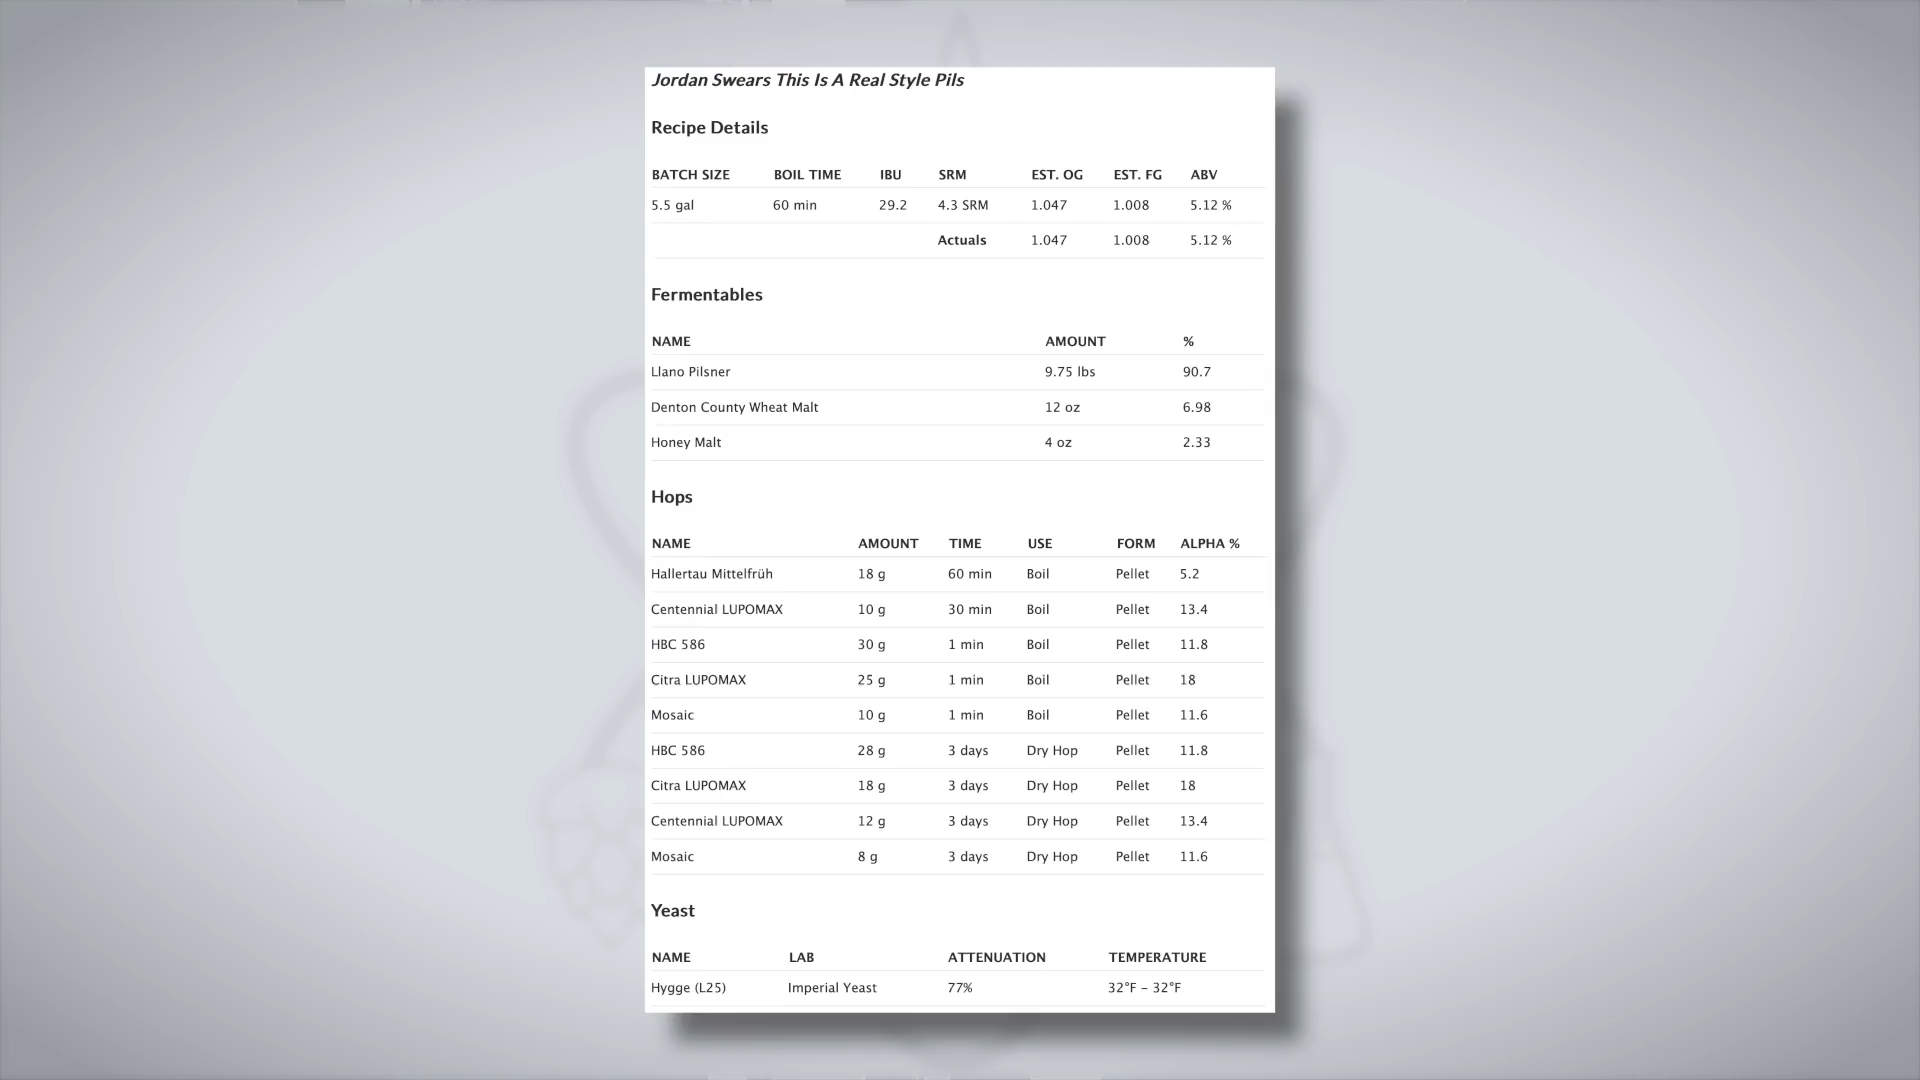 Jordan Swears This Is A Real Style Pils
Recipe Details
BATCH SIZE BOIL TIME IBU SRM EST. OG EST. FG ABV
5.5 gal 60 min 29.2 4.3 SRM 1.047 1.008 5.12 %
Actuals 1.047 1.008 5.12 %
Fermentables
NAME AMOUNT %
Llano Pilsner 9.75 lbs 90.7
Denton County Wheat Malt 12 oz 6.98
Honey Malt 4 oz 2.33
Hops
NAME AMOUNT TIME USE FORM ALPHA %
Hallertau Mittelfrüh 18 g 60 min Boil Pellet 5.2
Centennial LUPOMAX 10 g 30 min Boil Pellet 13.4
HBC 586 30 g 1 min Boil Pellet 11.8
Citra LUPOMAX 25 g 1 min Boil Pellet 18
Mosaic 10 g 1 min Boil Pellet 11.6
HBC 586 28 g 3 days Dry Hop Pellet 11.8
Citra LUPOMAX 18 g 3 days Dry Hop Pellet 18
Centennial LUPOMAX 12 g 3 days Dry Hop Pellet 13.4
Mosaic 8 g 3 days Dry Hop Pellet 11.6
Yeast
NAME LAB ATTENUATION TEMPERATURE
Hygge (L25) Imperial Yeast 77% 32°F – 32°F